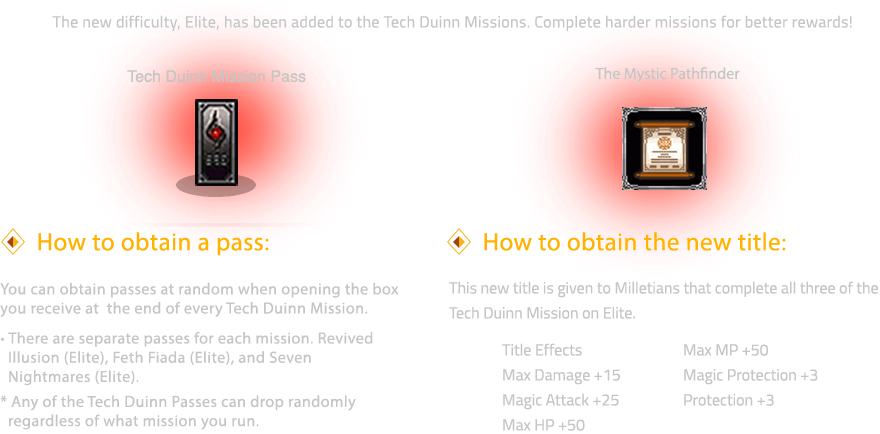 The new difficulty, Elite, has been added to the Tech Duinn Missions. Complete harder missions for better rewards!
Tech Duinn Mission Pass
The Mystic Pathfinder
How to obtain a pass:
You can obtain passes at random when opening the box
you receive at the end of every Tech Duinn Mission.
• There are separate passes for each mission. Revived
Illusion (Elite), Feth Fiada (Elite), and Seven
Nightmares (Elite).
* Any of the Tech Duinn Passes can drop randomly
regardless of what mission you run.
How to obtain the new title:
This new title is given to Milletians that complete all three of the
Tech Duinn Mission on Elite.
Title Effects
Max Damage +15
Magic Attack +25
Max HP +50
Max MP +50
Magic Protection +3
Protection +3